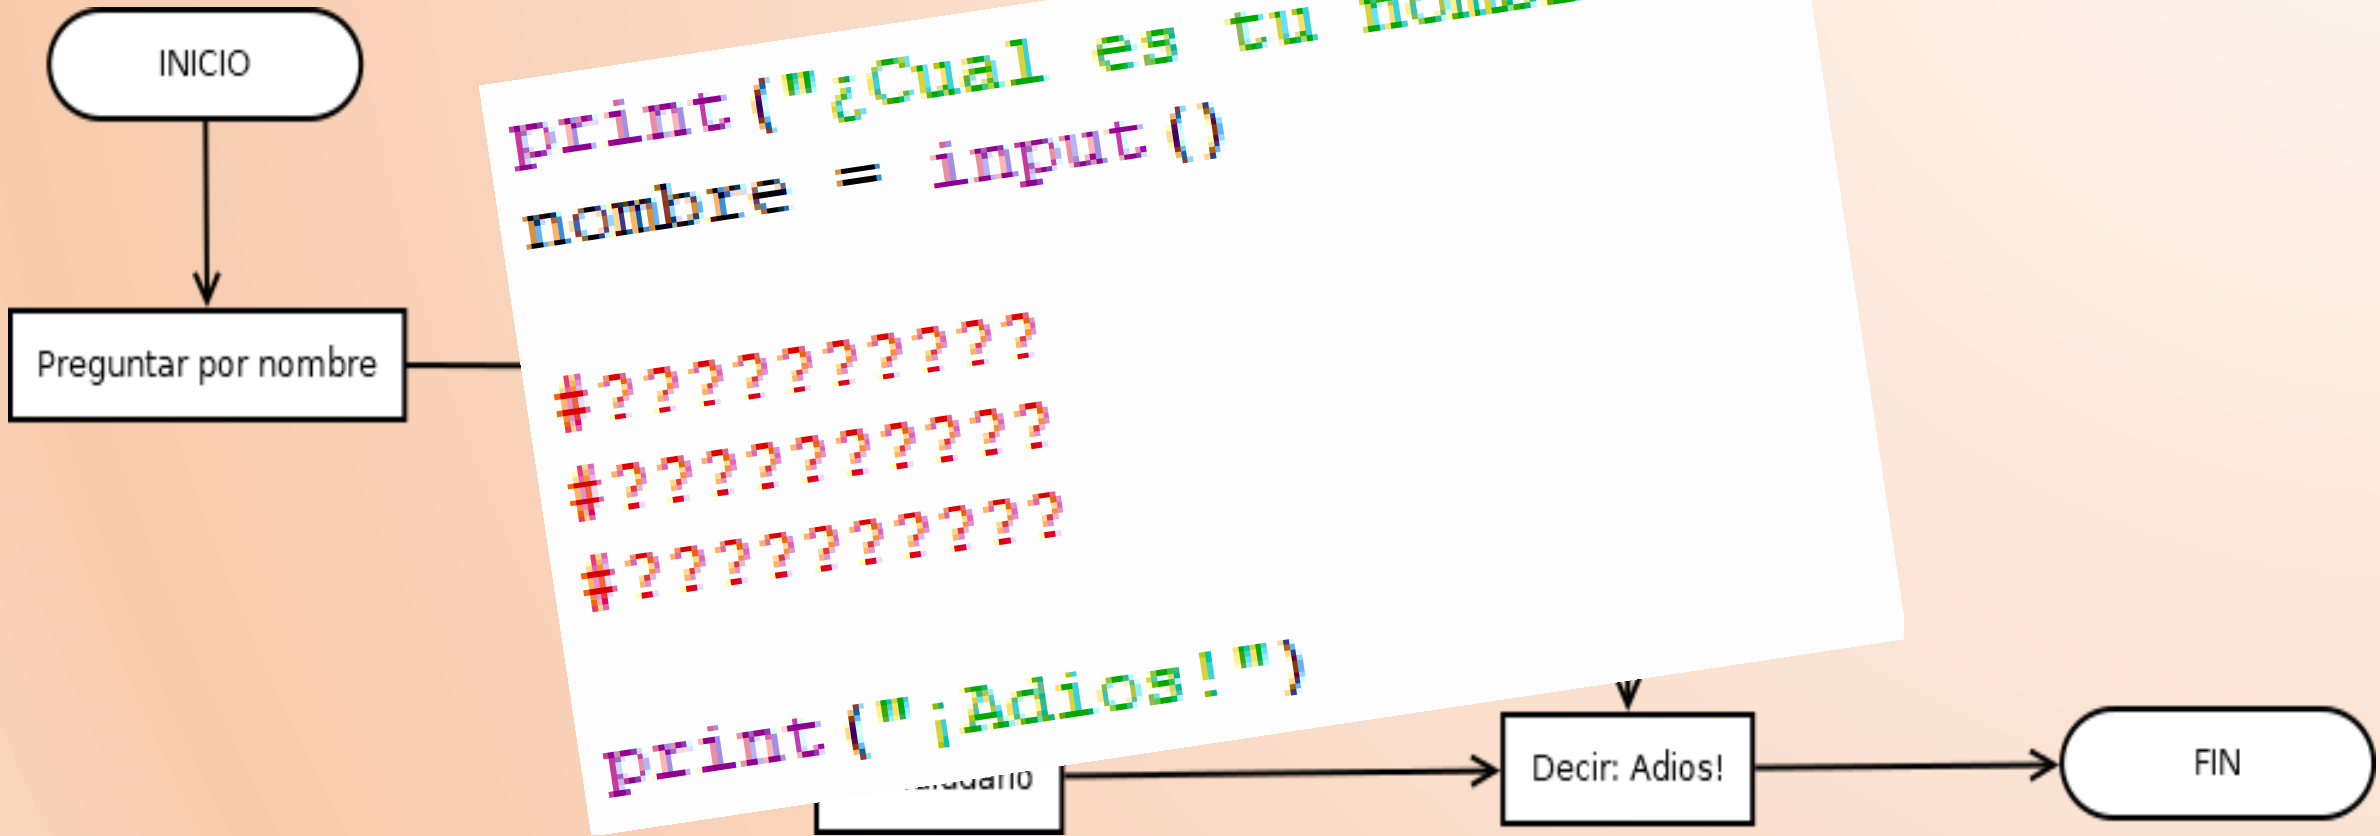 INICIO
Preguntar por nombre
print("¿Cual es tu
nombre = input()
#??????????
#??????????
#??????????
print("¡Adios!")
Decir: Adios!
FIN